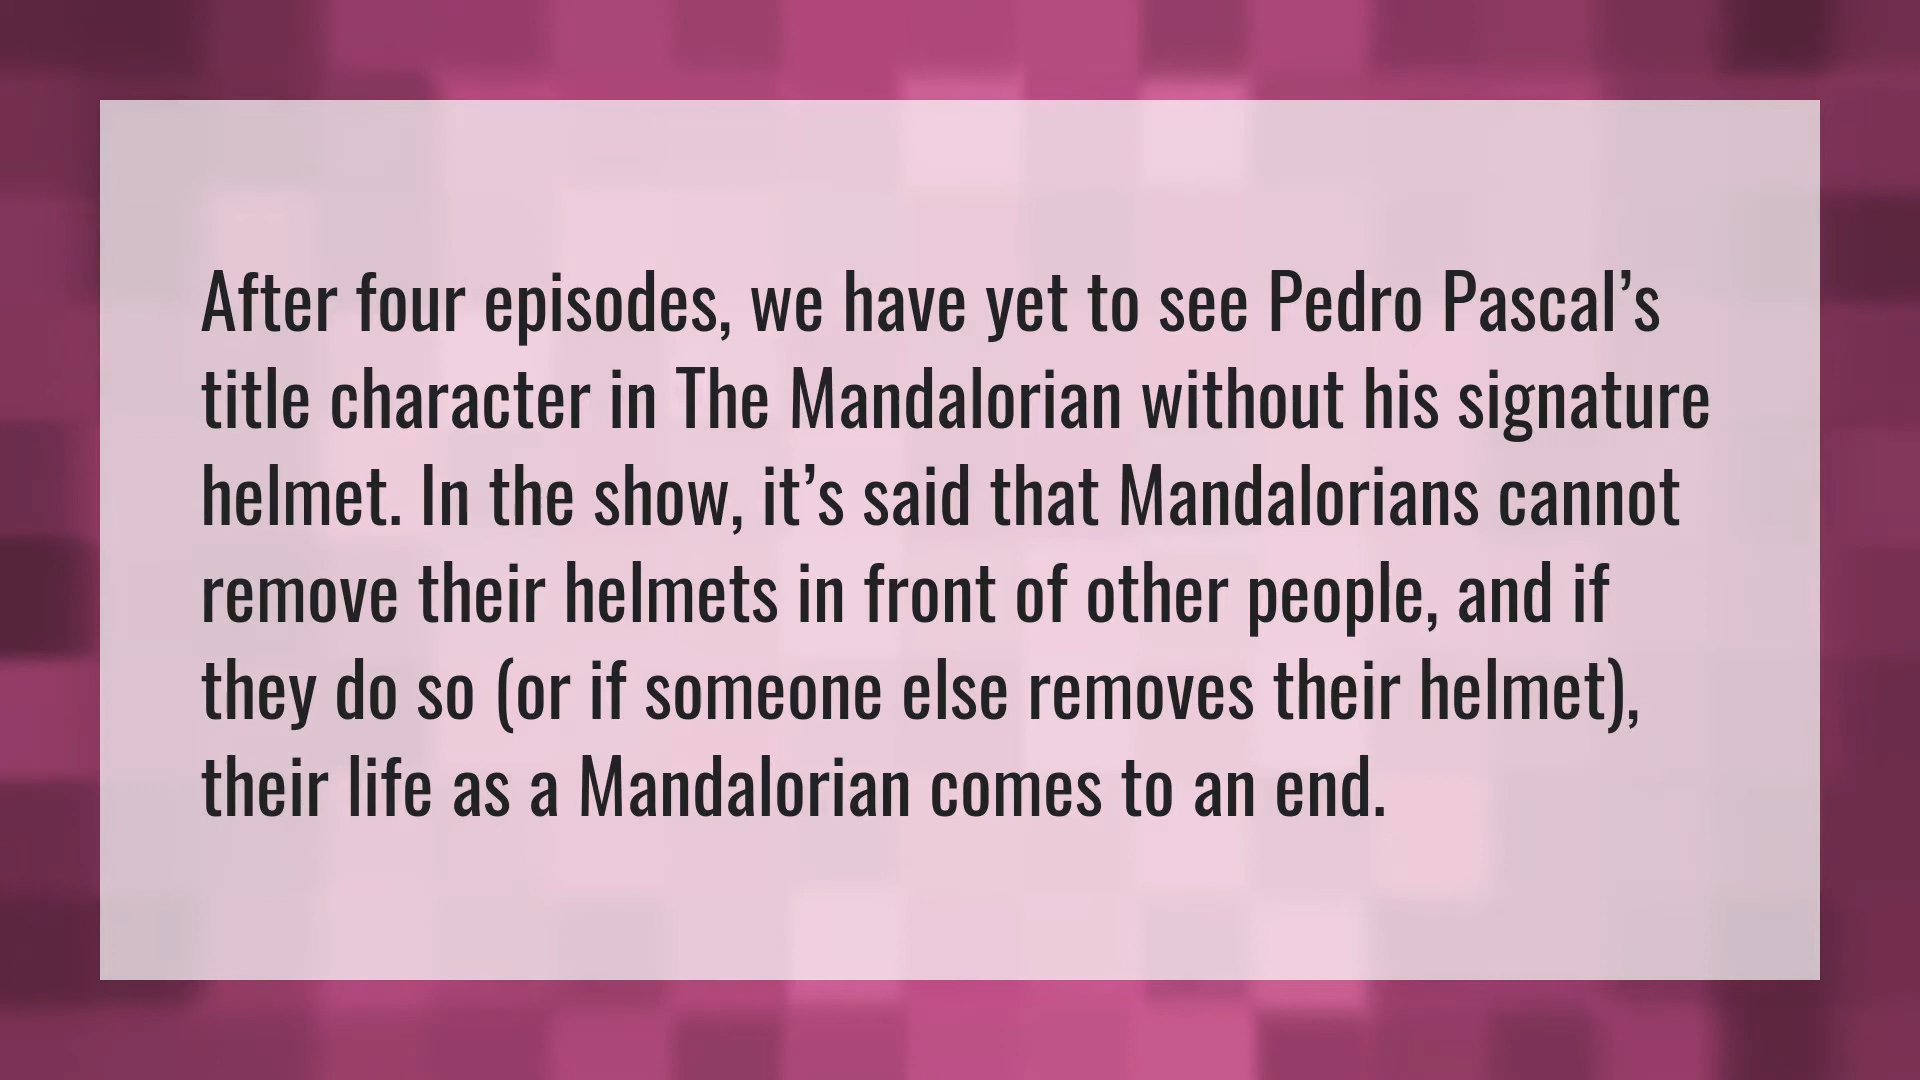 After four episodes, we have yet to see Pedro Pascal’s
title character in The Mandalorian without his signature
helmet. In the show, it’s said that Mandalorians cannot
remove their helmets in front of other people, and if
they do so (or if someone else removes their helmet),
their life as a Mandalorian comes to an end.